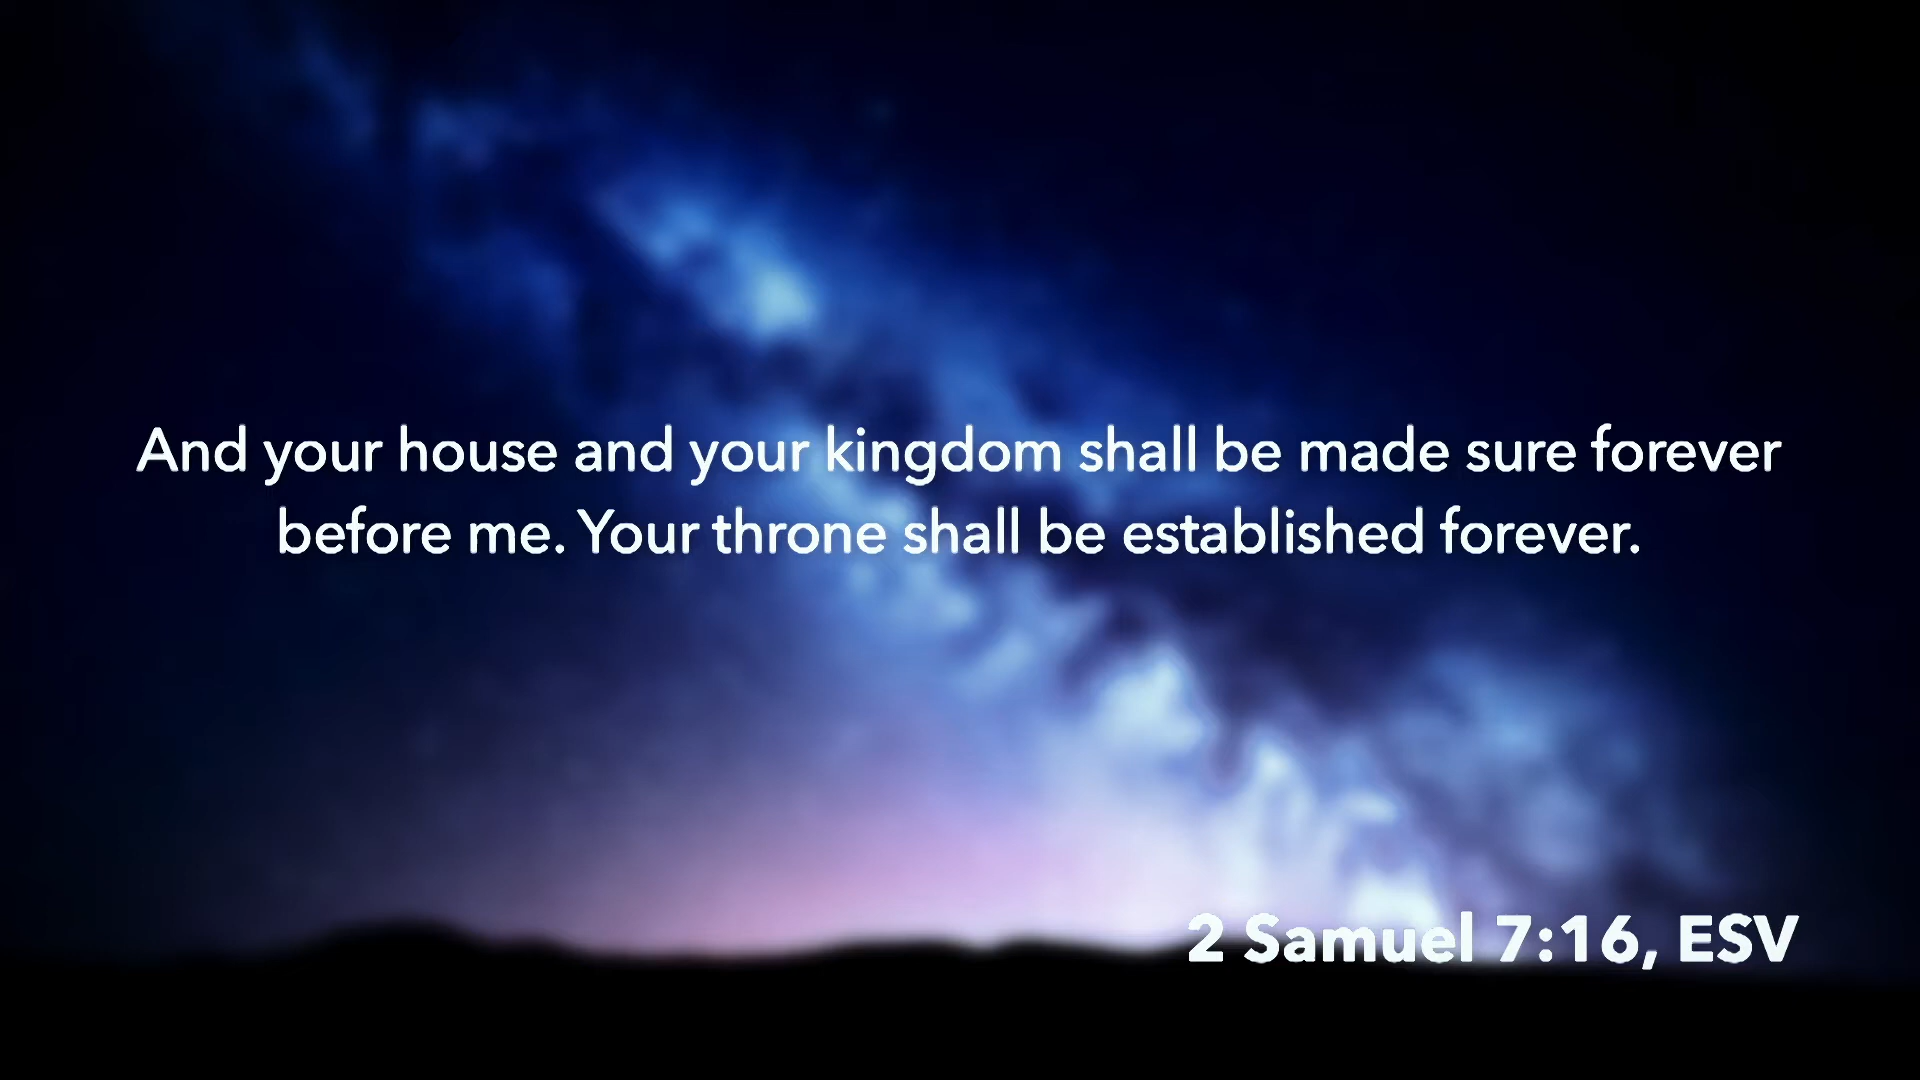 And your house and your kingdom shall be made sure forever
before me. Your throne shall be established forever.
2 Samuel 7:16, ESV